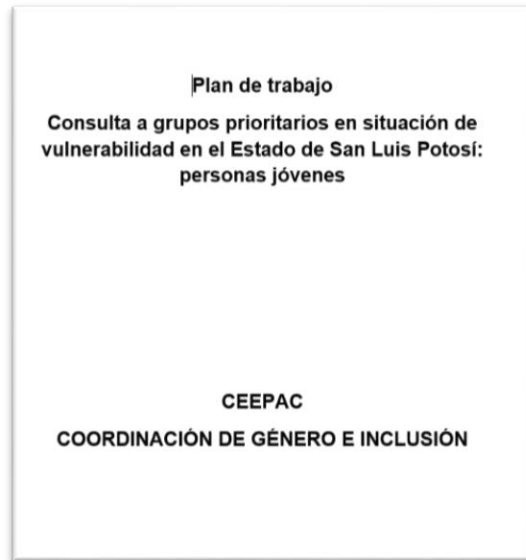 Plan de trabajo
Consulta a grupos prioritarios en situación de
vulnerabilidad en el Estado de San Luis Potosí:
personas jóvenes
CEEPAC
COORDINACIÓN DE GÉNERO E INCLUSIÓN